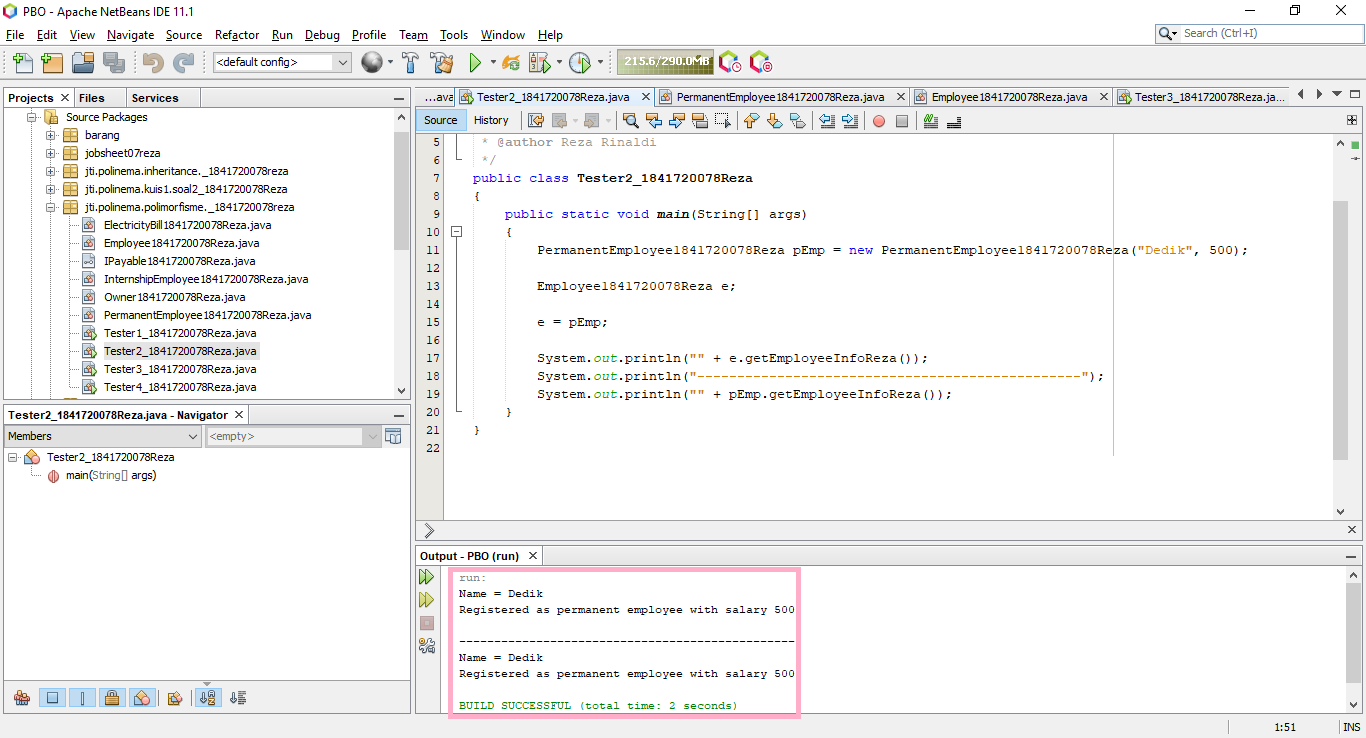 PBO - Apache NetBeans IDE 11.1
File Edit View Navigate Source Refactor Run Debug Profile Team Tools Window Help
Search (Ctrl+I)
<default config>
215.6/290.0MB
Projects Files Services
Source Packages
barang
jobsheet07reza
jti.polinema.inheritance._1841720078reza
jti.polinema.kuis1.soal2_1841720078Reza
jti.polinema.polimorfisme._1841720078reza
ElectricityBill1841720078Reza.java
Employee1841720078Reza.java
IPayable1841720078Reza.java
InternshipEmployee1841720078Reza.java
Owner1841720078Reza.java
PermanentEmployee1841720078Reza.java
Tester1_1841720078Reza.java
Tester2_1841720078Reza.java
Tester3_1841720078Reza.java
Tester4_1841720078Reza.java
Tester2_1841720078Reza.java - Navigator
Members
<empty>
Tester2_1841720078Reza
main(String[] args)
...ava Tester2_1841720078Reza.java PermanentEmployee1841720078Reza.java Employee1841720078Reza.java Tester3_1841720078Reza.ja...
Source History
5 * @author Reza Rinaldi
6 */
7 public class Tester2_1841720078Reza
8 {
9 public static void main(String[] args)
10 {
11 PermanentEmployee1841720078Reza pEmp = new PermanentEmployee1841720078Reza("Dedik", 500);
12
13 Employee1841720078Reza e;
14
15 e = pEmp;
16
17 System.out.println("" + e.getEmployeeInfoReza());
18 System.out.println("------------------------------------------------");
19 System.out.println("" + pEmp.getEmployeeInfoReza());
20 }
21 }
22
Output - PBO (run)
run:
Name = Dedik
Registered as permanent employee with salary 500
------------------------------------------------
Name = Dedik
Registered as permanent employee with salary 500
BUILD SUCCESSFUL (total time: 2 seconds)
1:51 INS